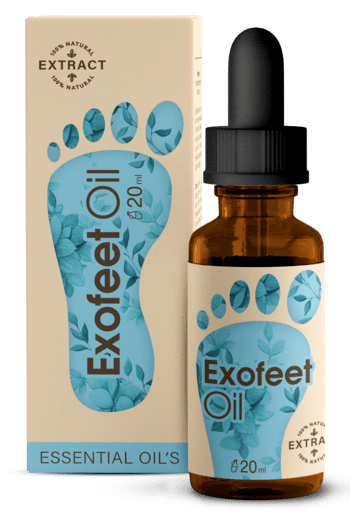 100% NATURAL
EXTRACT
100% NATURAL
Exofeet Oil
20 ml
ESSENTIAL OIL'S
Exofeet
Oil
100% NATURAL
EXTRACT
100% NATURAL
20 ml